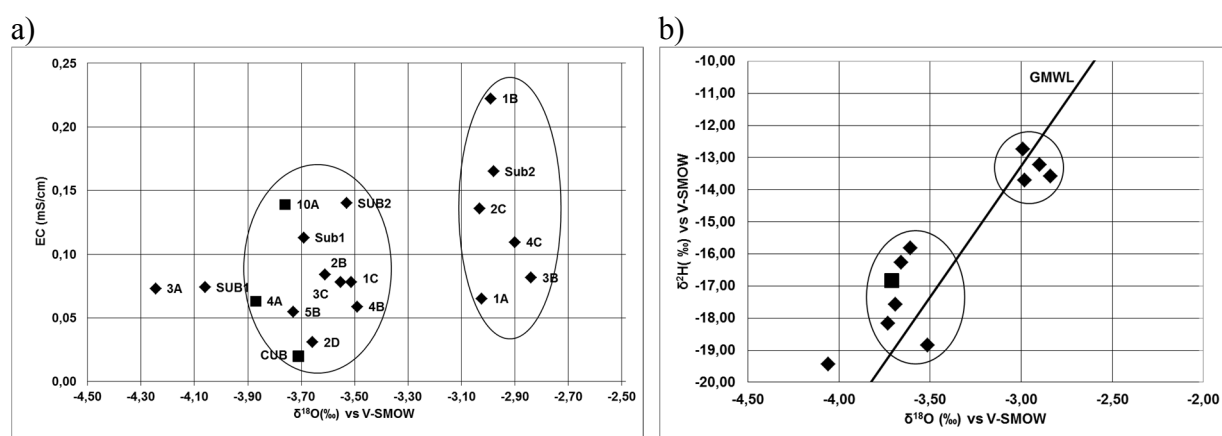 a)
0,25
0,20
0,15
0,10
0,05
0,00
EC (mS/cm)
1B
Sub2
2C
4C
3B
1A
10A
SUB2
Sub1
2B
3C
1C
3A
SUB1
4A
5B
4B
2D
CUB
-4,50 -4,30 -4,10 -3,90 -3,70 -3,50 -3,30 -3,10 -2,90 -2,70 -2,50
δ¹⁸O(‰) vs V-SMOW
b)
-10,00
-11,00
-12,00
-13,00
-14,00
-15,00
-16,00
-17,00
-18,00
-19,00
-20,00
δ²H( ‰) vs V-SMOW
GMWL
-4,50 -4,00 -3,50 -3,00 -2,50 -2,00
δ¹⁸O (‰) vs V-SMOW